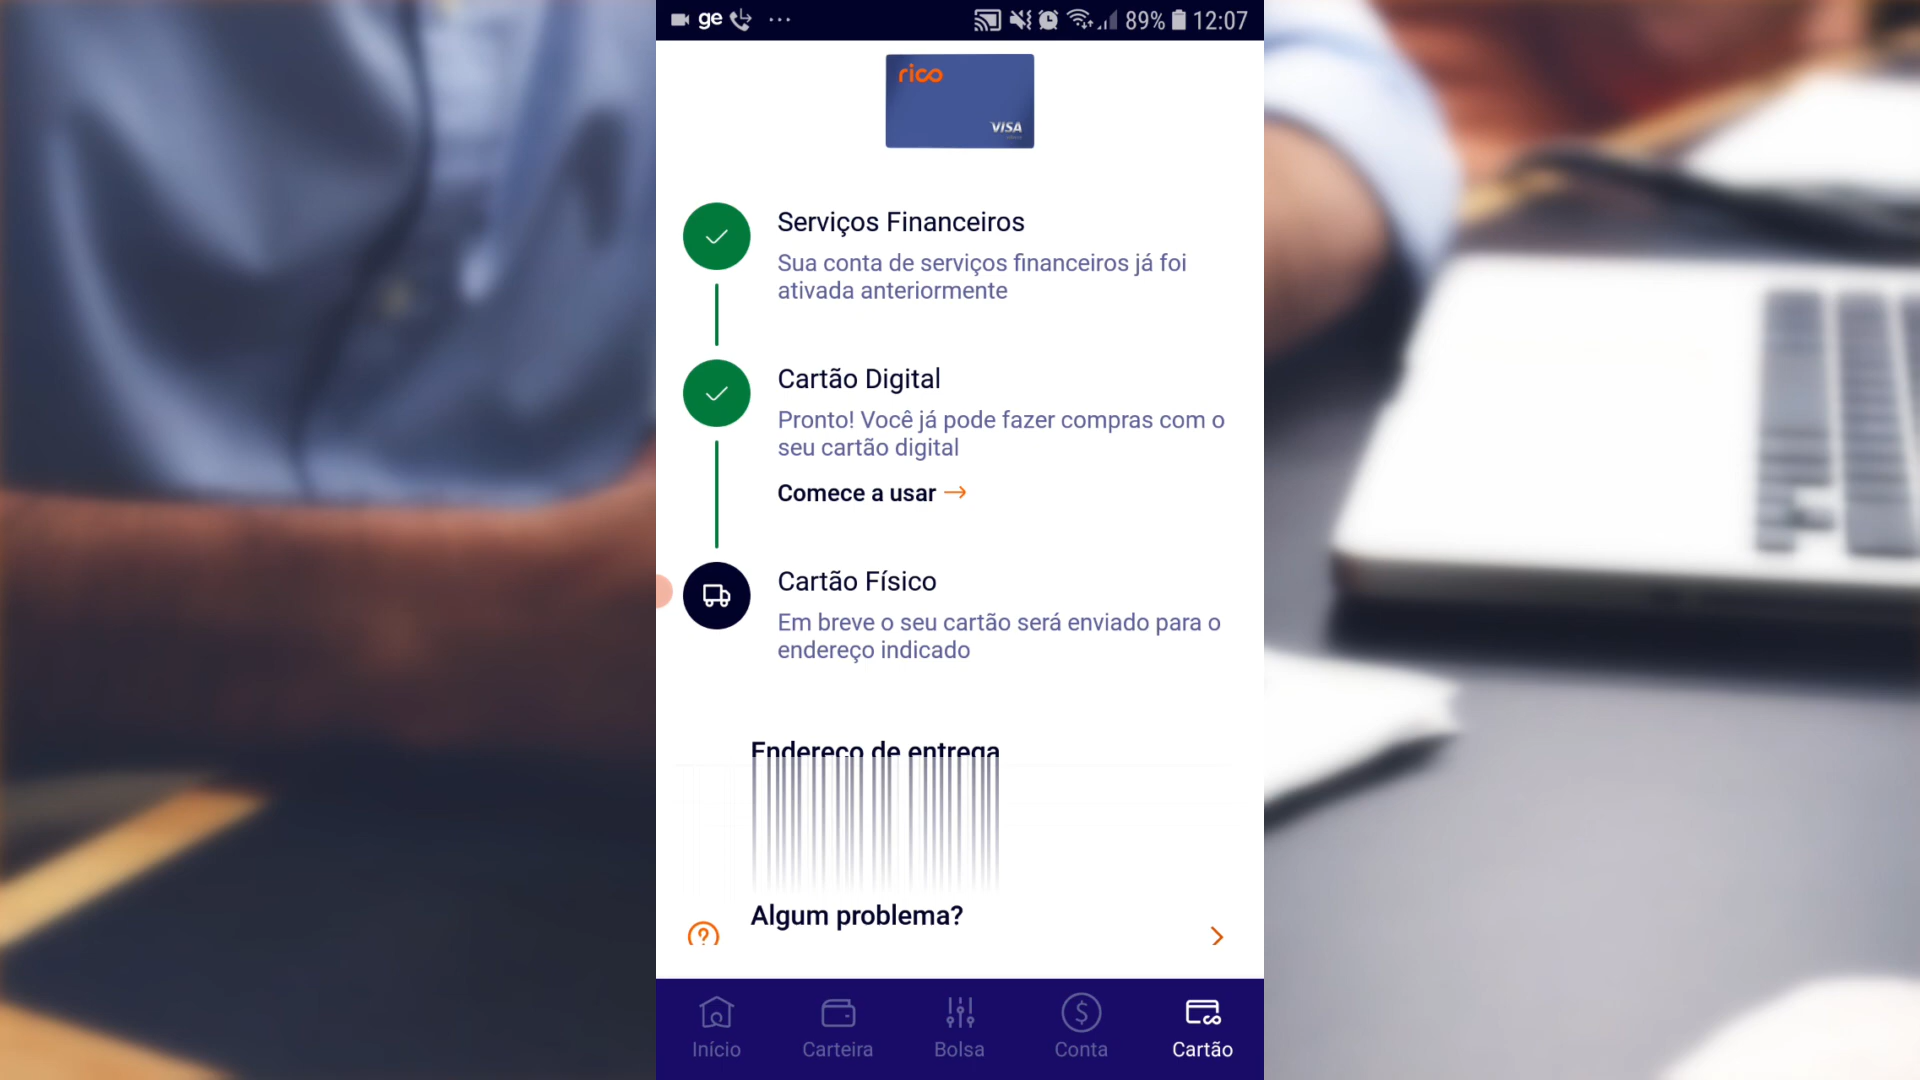 ge
89%
12:07
rico
VISA
Serviços Financeiros
Sua conta de serviços financeiros já foi
ativada anteriormente
Cartão Digital
Pronto! Você já pode fazer compras com o
seu cartão digital
Comece a usar →
Cartão Físico
Em breve o seu cartão será enviado para o
endereço indicado
Endereço de entrega
Algum problema?
Início
Carteira
Bolsa
Conta
Cartão